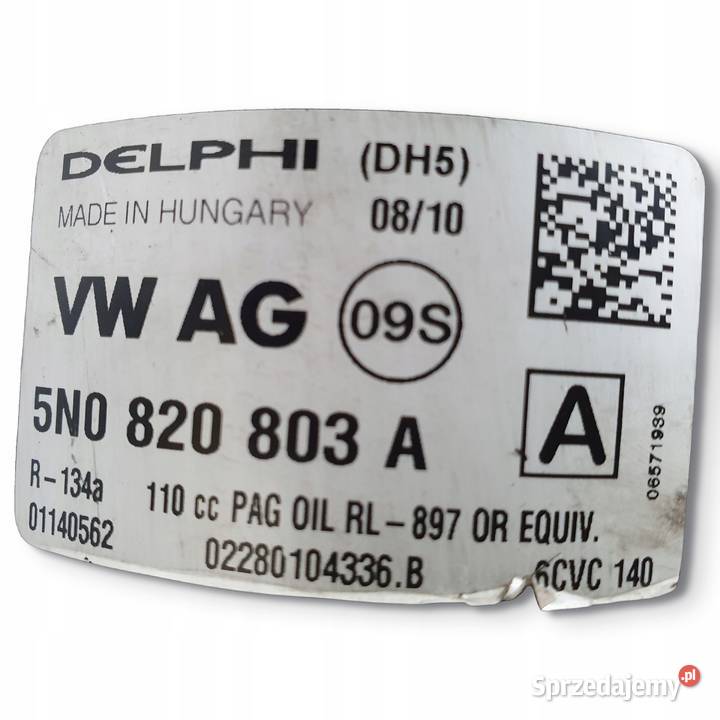 DELPHI (DH5)
MADE IN HUNGARY 08/10
VW AG 09S
5N0 820 803 A A
06571939
R-134a 110 cc PAG OIL RL-897 OR EQUIV.
01140562 02280104336.B 6CVC 140
Sprzedajemy.pl